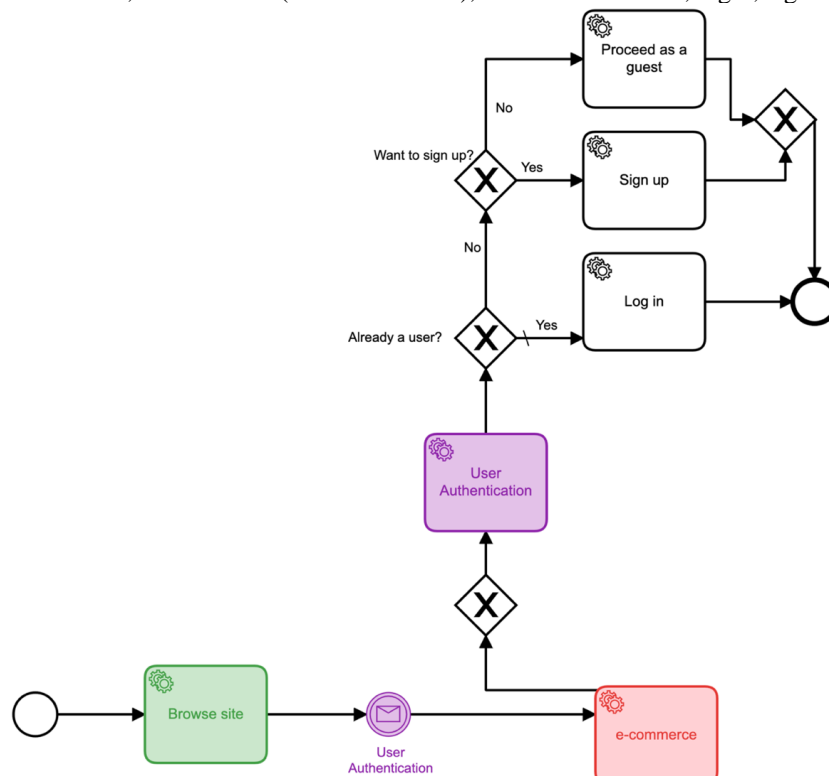 Proceed as a
guest
No
Want to sign up?
X
X
Yes
Sign up
No
Log in
Already a user?
X
Yes
User
Authentication
X
Browse site
e-commerce
User
Authentication